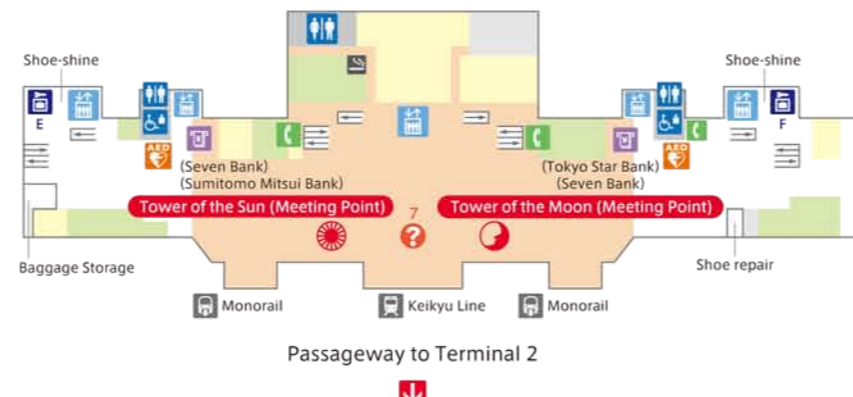 Shoe-shine
Shoe-shine
E
F
AED
AED
(Seven Bank)
(Sumitomo Mitsui Bank)
(Tokyo Star Bank)
(Seven Bank)
Tower of the Sun (Meeting Point)
7
?
Tower of the Moon (Meeting Point)
Baggage Storage
Shoe repair
Monorail
Keikyu Line
Monorail
Passageway to Terminal 2